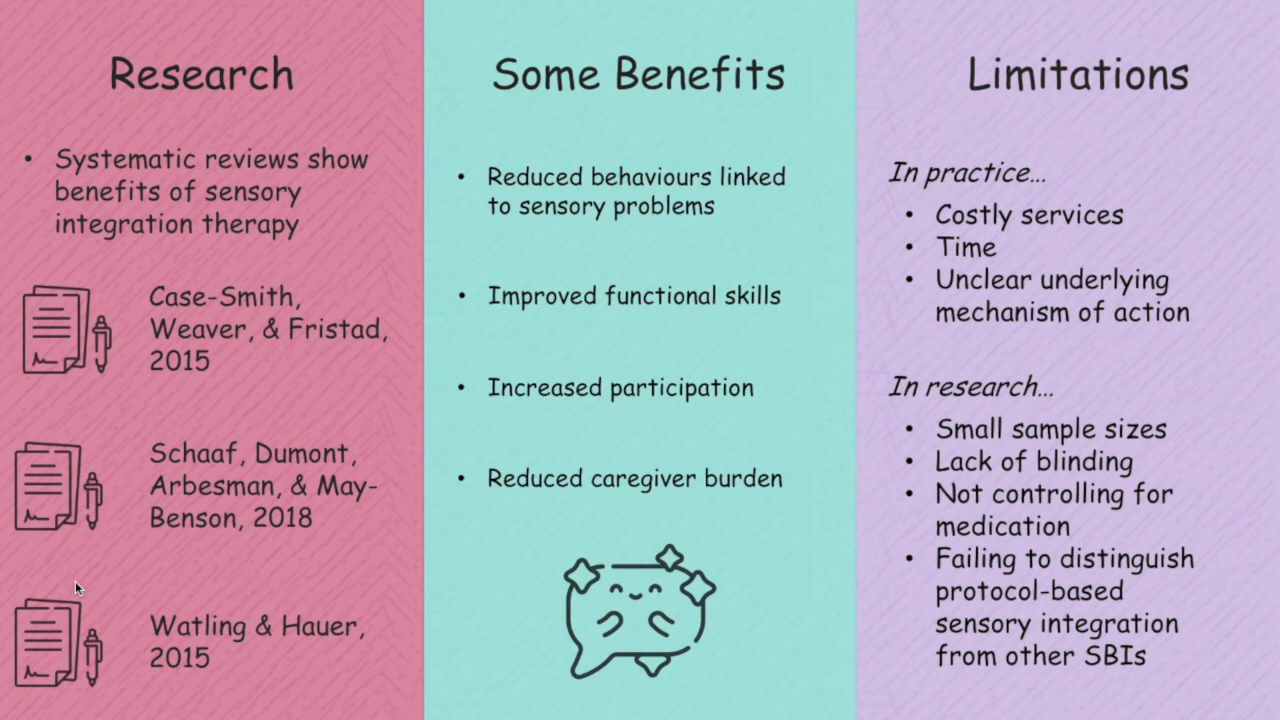 Research
• Systematic reviews show
benefits of sensory
integration therapy
Case-Smith,
Weaver, & Fristad,
2015
Schaaf, Dumont,
Arbesman, & May-
Benson, 2018
Watling & Hauer,
2015
Some Benefits
• Reduced behaviours linked
to sensory problems
• Improved functional skills
• Increased participation
• Reduced caregiver burden
Limitations
In practice...
• Costly services
• Time
• Unclear underlying
mechanism of action
In research...
• Small sample sizes
• Lack of blinding
• Not controlling for
medication
• Failing to distinguish
protocol-based
sensory integration
from other SBIs